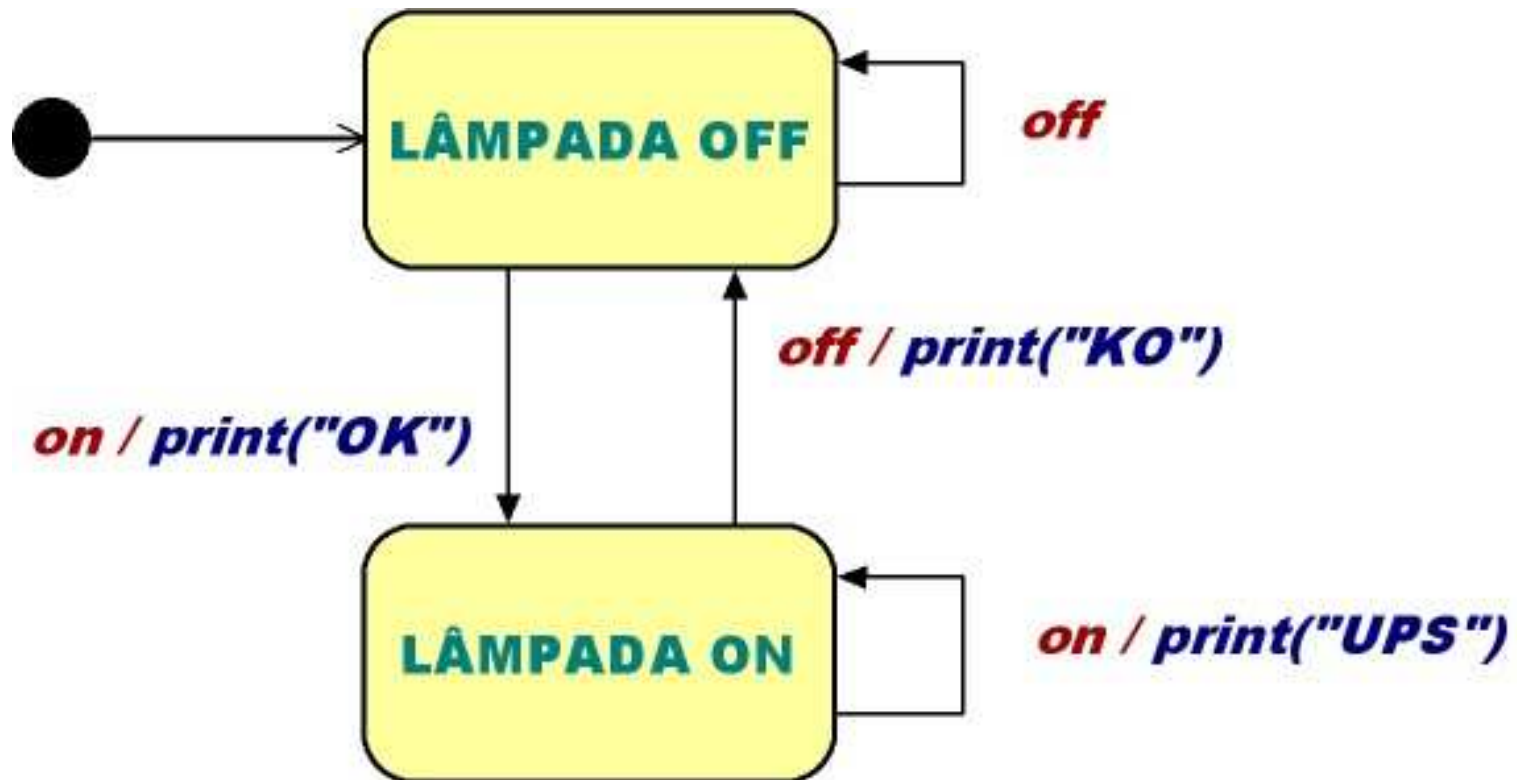 LÂMPADA OFF
off
off / print("KO")
on / print("OK")
LÂMPADA ON
on / print("UPS")